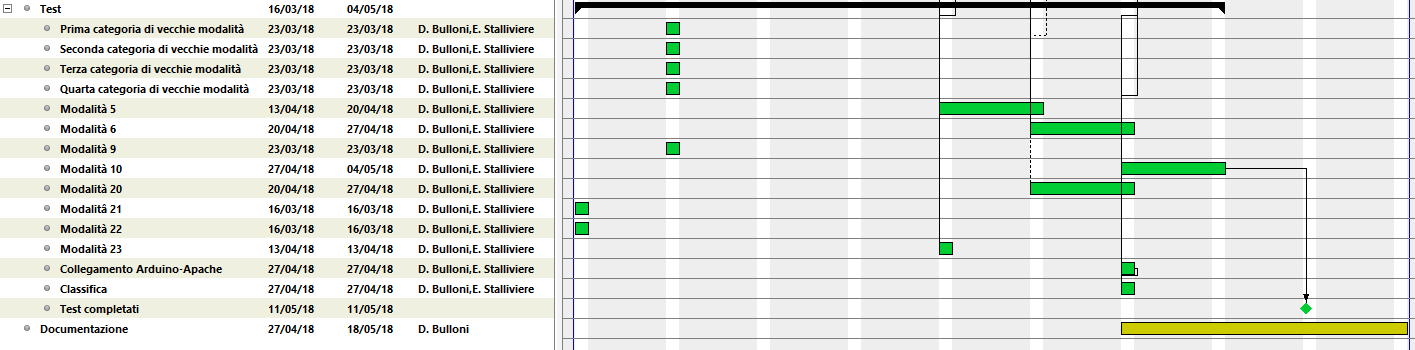 Test 16/03/18 04/05/18
Prima categoria di vecchie modalità 23/03/18 23/03/18 D. Bulloni,E. Stalliviere
Seconda categoria di vecchie modalità 23/03/18 23/03/18 D. Bulloni,E. Stalliviere
Terza categoria di vecchie modalità 23/03/18 23/03/18 D. Bulloni,E. Stalliviere
Quarta categoria di vecchie modalità 23/03/18 23/03/18 D. Bulloni,E. Stalliviere
Modalità 5 13/04/18 20/04/18 D. Bulloni,E. Stalliviere
Modalità 6 20/04/18 27/04/18 D. Bulloni,E. Stalliviere
Modalità 9 23/03/18 23/03/18 D. Bulloni,E. Stalliviere
Modalità 10 27/04/18 04/05/18 D. Bulloni,E. Stalliviere
Modalità 20 20/04/18 27/04/18 D. Bulloni,E. Stalliviere
Modalità 21 16/03/18 16/03/18 D. Bulloni,E. Stalliviere
Modalità 22 16/03/18 16/03/18 D. Bulloni,E. Stalliviere
Modalità 23 13/04/18 13/04/18 D. Bulloni,E. Stalliviere
Collegamento Arduino-Apache 27/04/18 27/04/18 D. Bulloni,E. Stalliviere
Classifica 27/04/18 27/04/18 D. Bulloni,E. Stalliviere
Test completati 11/05/18 11/05/18
Documentazione 27/04/18 18/05/18 D. Bulloni